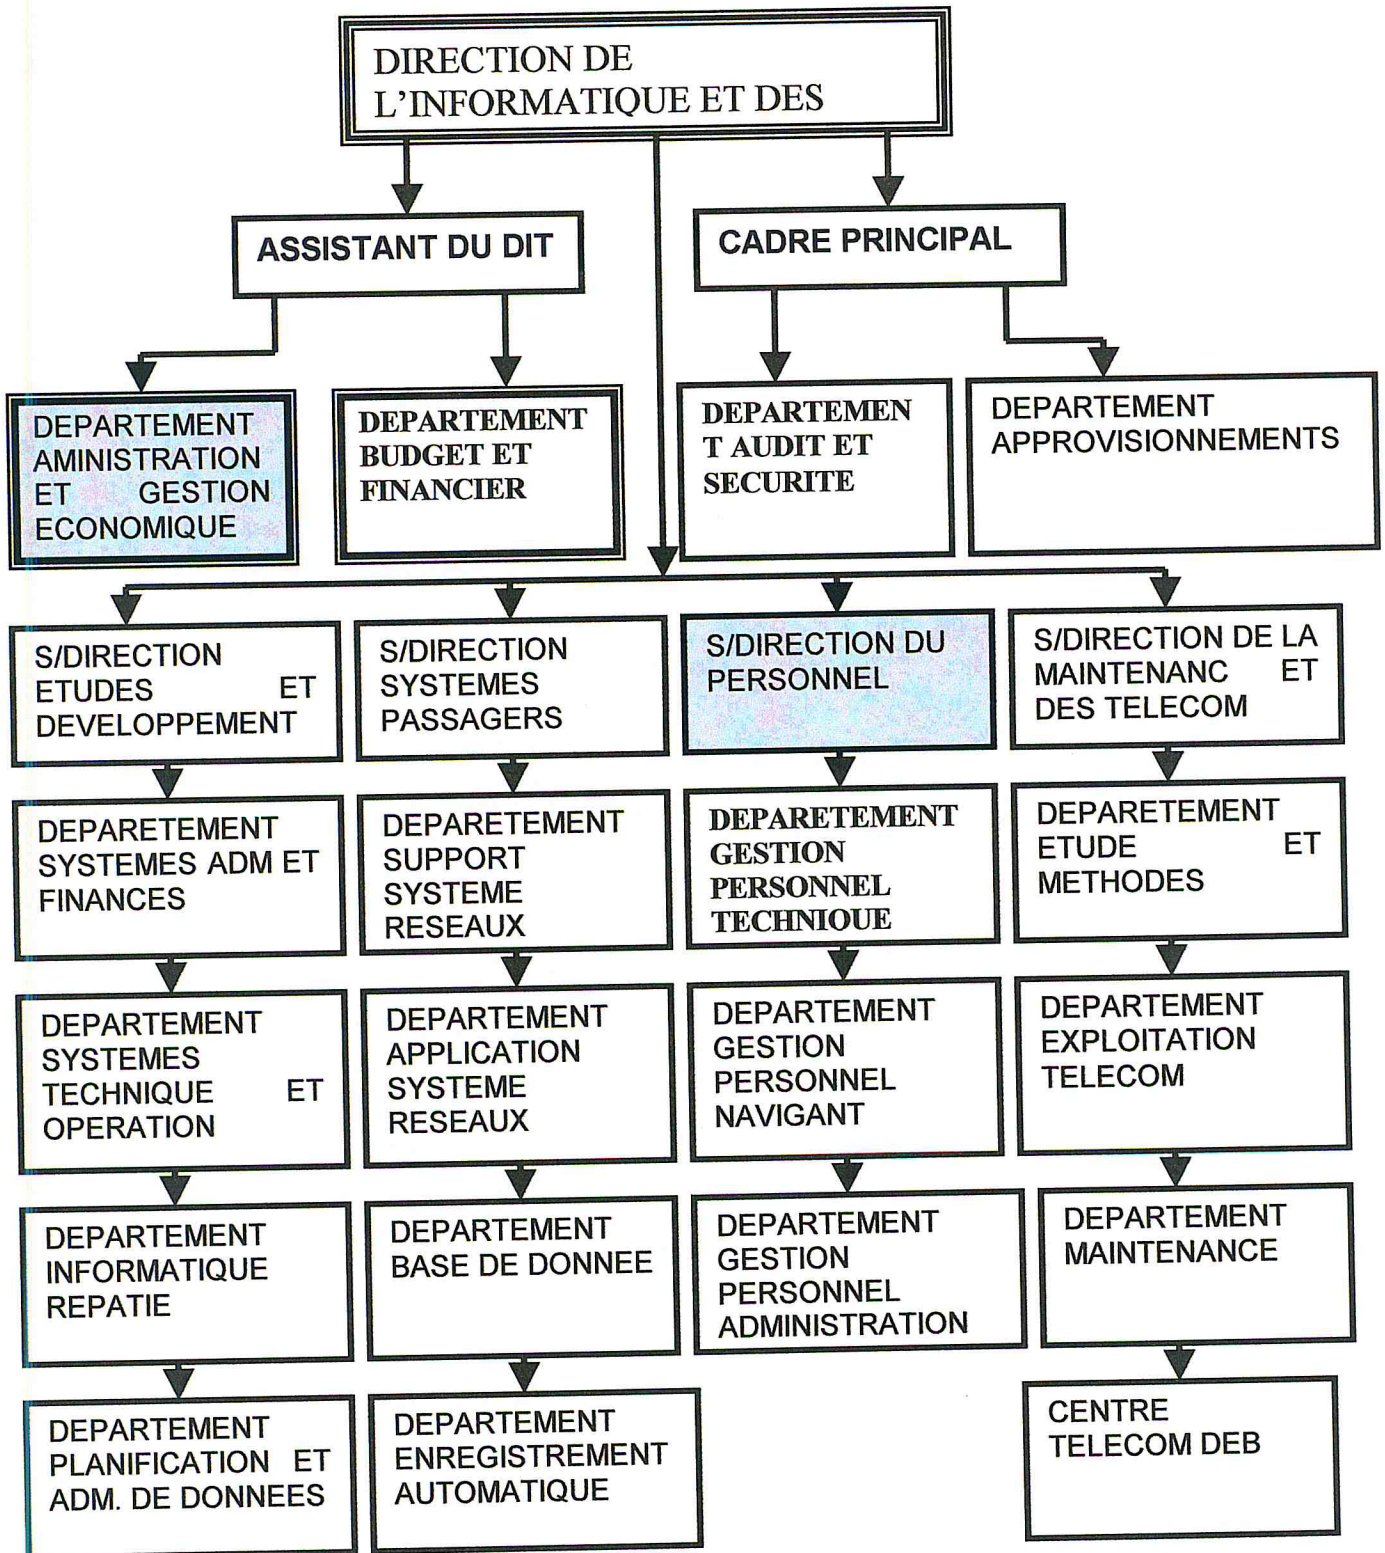 DIRECTION DE
L'INFORMATIQUE ET DES
ASSISTANT DU DIT
CADRE PRINCIPAL
DEPARTEMENT
AMINISTRATION
ET GESTION
ECONOMIQUE
DEPARTEMENT
BUDGET ET
FINANCIER
DEPARTEMEN
T AUDIT ET
SECURITE
DEPARTEMENT
APPROVISIONNEMENTS
S/DIRECTION
ETUDES ET
DEVELOPPEMENT
S/DIRECTION
SYSTEMES
PASSAGERS
S/DIRECTION DU
PERSONNEL
S/DIRECTION DE LA
MAINTENANC ET
DES TELECOM
DEPARETEMENT
SYSTEMES ADM ET
FINANCES
DEPARETEMENT
SUPPORT
SYSTEME
RESEAUX
DEPARETEMENT
GESTION
PERSONNEL
TECHNIQUE
DEPARETEMENT
ETUDE ET
METHODES
DEPARTEMENT
SYSTEMES
TECHNIQUE ET
OPERATION
DEPARTEMENT
APPLICATION
SYSTEME
RESEAUX
DEPARTEMENT
GESTION
PERSONNEL
NAVIGANT
DEPARTEMENT
EXPLOITATION
TELECOM
DEPARTEMENT
INFORMATIQUE
REPATIE
DEPARTEMENT
BASE DE DONNEE
DEPARTEMENT
GESTION
PERSONNEL
ADMINISTRATION
DEPARTEMENT
MAINTENANCE
DEPARTEMENT
PLANIFICATION ET
ADM. DE DONNEES
DEPARTEMENT
ENREGISTREMENT
AUTOMATIQUE
CENTRE
TELECOM DEB